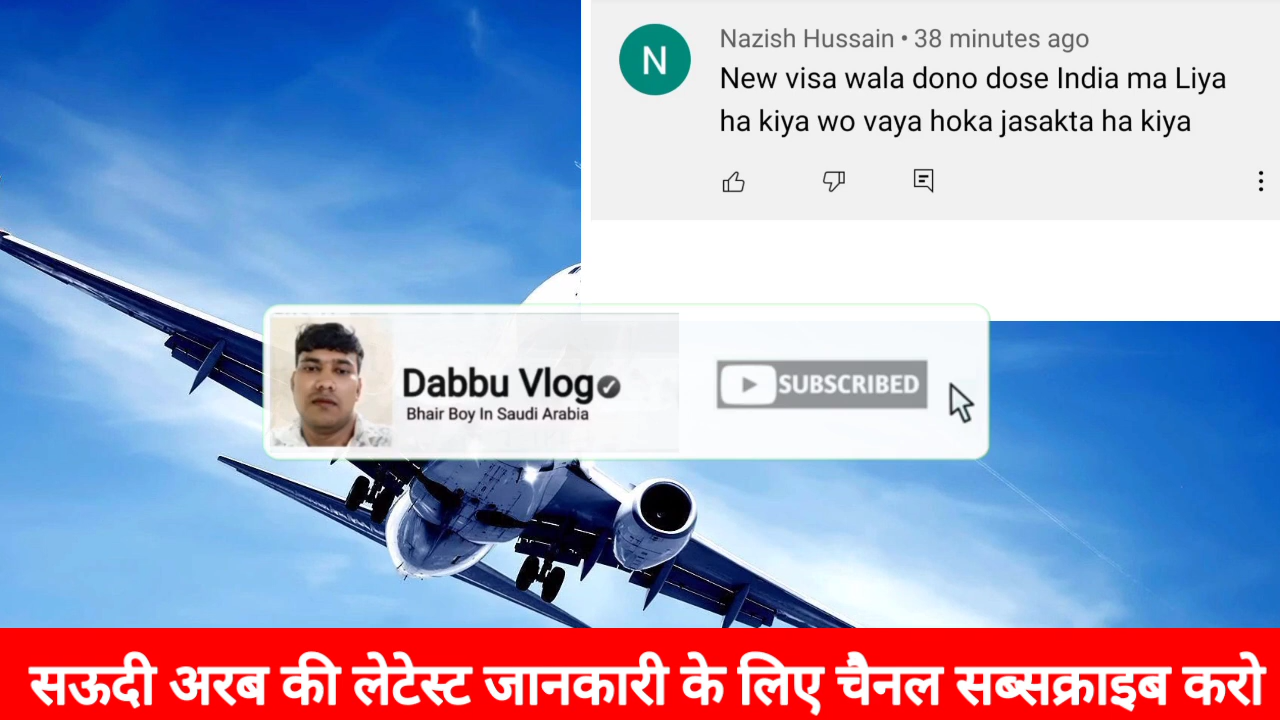 Nazish Hussain • 38 minutes ago
New visa wala dono dose India ma Liya
ha kiya wo vaya hoka jasakta ha kiya
Dabbu Vlog
Bhair Boy In Saudi Arabia
SUBSCRIBED
सऊदी अरब की लेटेस्ट जानकारी के लिए चैनल सब्सक्राइब करो